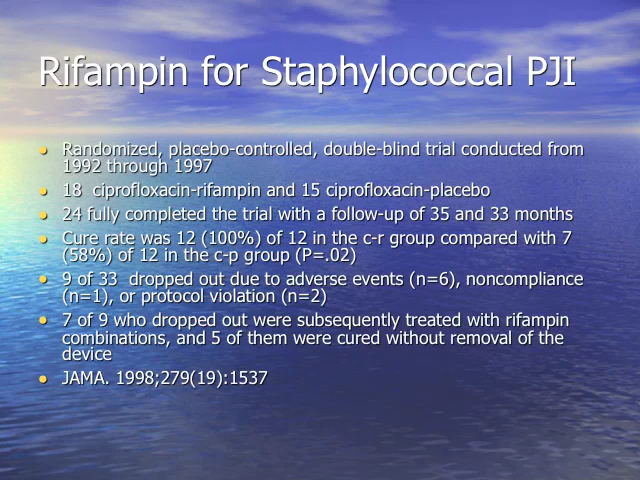 Rifampin for Staphylococcal PJI
Randomized, placebo-controlled, double-blind trial conducted from
1992 through 1997
18  ciprofloxacin-rifampin and 15 ciprofloxacin-placebo
24 fully completed the trial with a follow-up of 35 and 33 months
Cure rate was 12 (100%) of 12 in the c-r group compared with 7
(58%) of 12 in the c-p group (P=.02)
9 of 33  dropped out due to adverse events (n=6), noncompliance
(n=1), or protocol violation (n=2)
7 of 9 who dropped out were subsequently treated with rifampin
combinations, and 5 of them were cured without removal of the
device
JAMA. 1998;279(19):1537